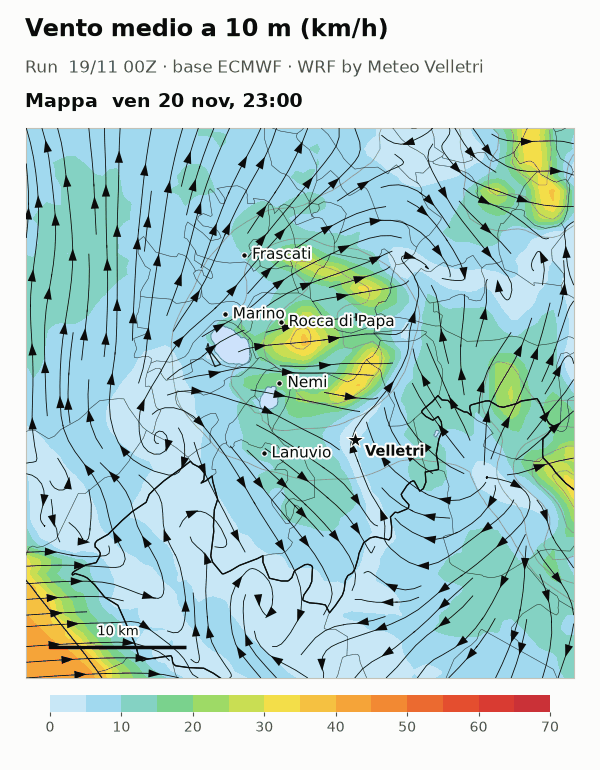 Vento medio a 10 m (km/h)
Run  19/11 00Z · base ECMWF · WRF by Meteo Velletri
Mappa  ven 20 nov, 23:00
Frascati
Marino
Rocca di Papa
Nemi
Velletri
Lanuvio
10 km
0 10 20 30 40 50 60 70